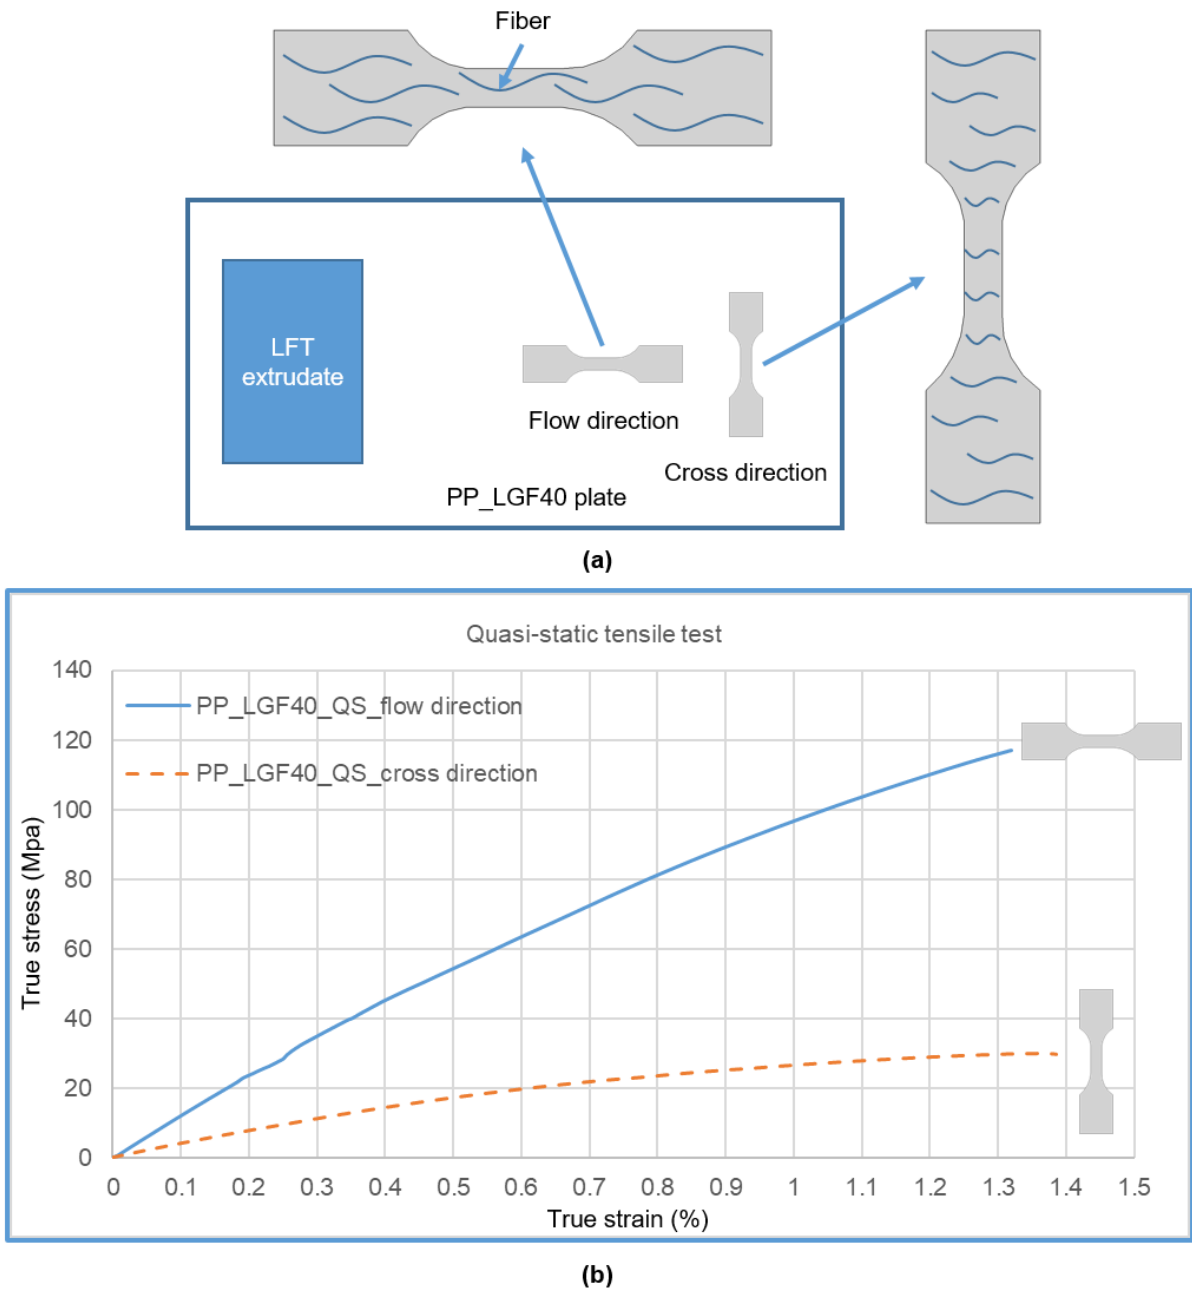 Fiber
LFT
extrudate
Flow direction
Cross direction
PP_LGF40 plate
(a)
Quasi-static tensile test
140
120
100
80
60
40
20
0
PP_LGF40_QS_flow direction
PP_LGF40_QS_cross direction
True stress (Mpa)
0 0.1 0.2 0.3 0.4 0.5 0.6 0.7 0.8 0.9 1 1.1 1.2 1.3 1.4 1.5
True strain (%)
(b)